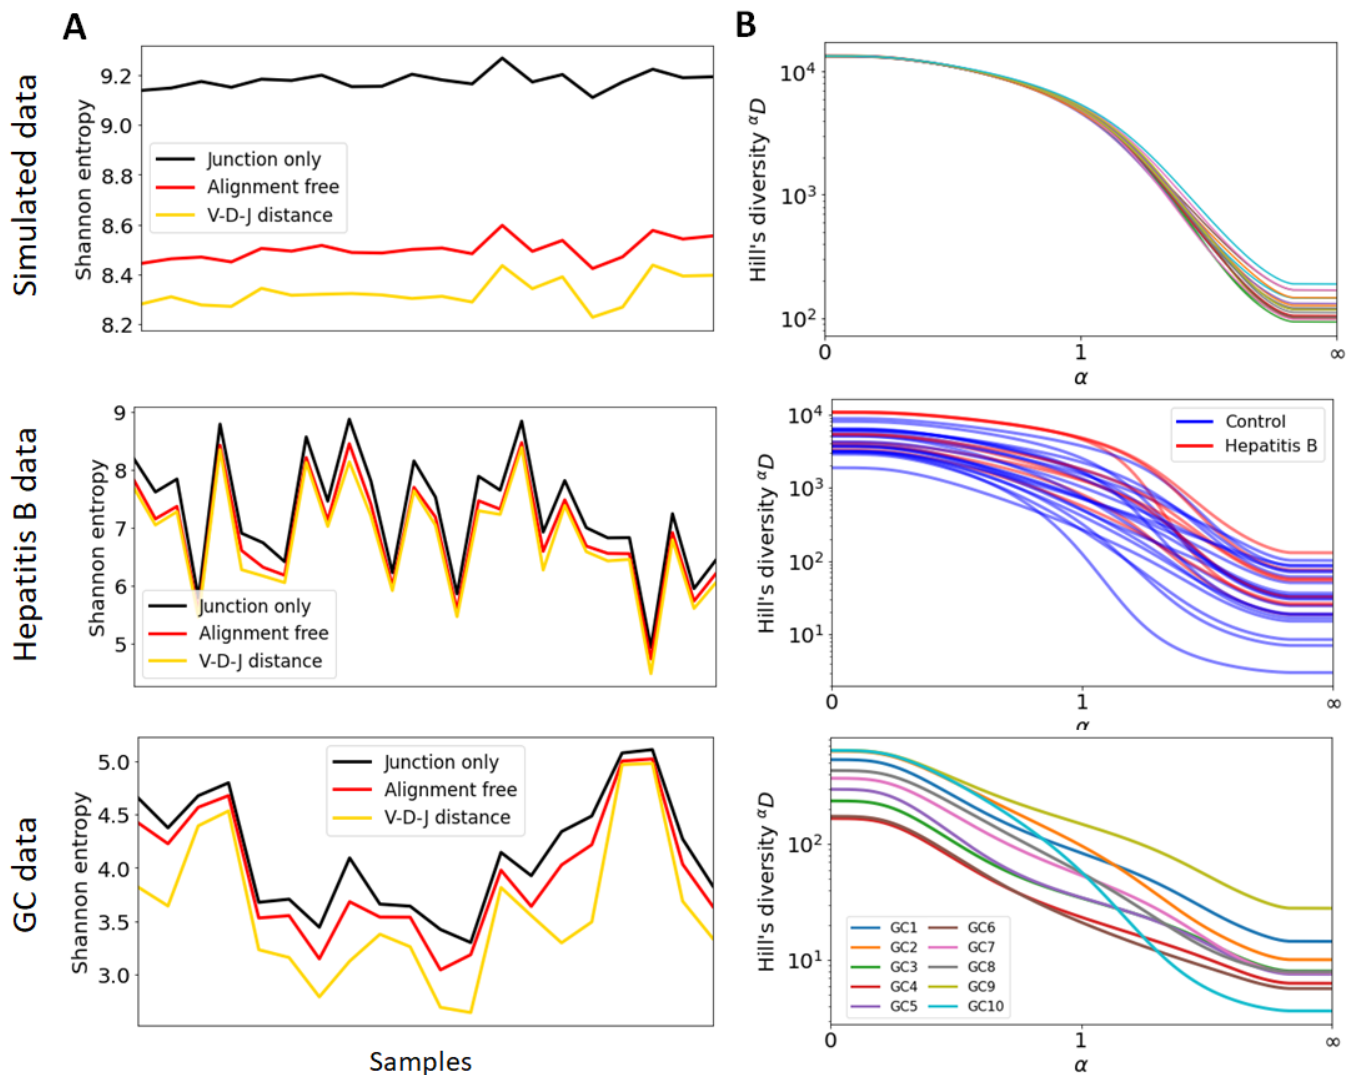 A
B
Simulated data
Shannon entropy
9.2
9.0
8.8
8.6
8.4
8.2
Junction only
Alignment free
V-D-J distance
Hill's diversity ᵅD
10⁴
10³
10²
0
1
∞
α
Hepatitis B data
Shannon entropy
9
8
7
6
5
Junction only
Alignment free
V-D-J distance
Hill's diversity ᵅD
10⁴
10³
10²
10¹
Control
Hepatitis B
0
1
∞
α
GC data
Shannon entropy
5.0
4.5
4.0
3.5
3.0
Junction only
Alignment free
V-D-J distance
Samples
Hill's diversity ᵅD
10²
10¹
GC1 GC6
GC2 GC7
GC3 GC8
GC4 GC9
GC5 GC10
0
1
∞
α